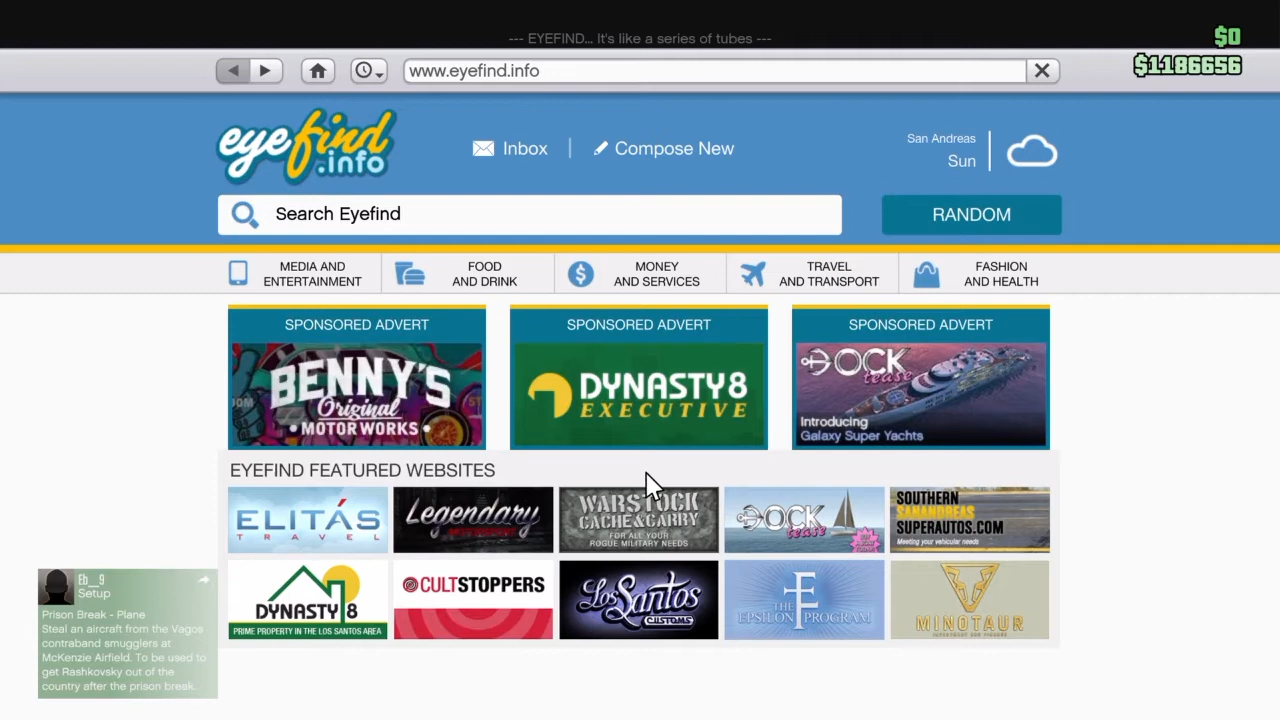 --- EYEFIND... It's like a series of tubes ---
$0
$1186656
www.eyefind.info
eyefind
.info
Inbox
Compose New
San Andreas
Sun
Search Eyefind
RANDOM
MEDIA AND
ENTERTAINMENT
FOOD
AND DRINK
MONEY
AND SERVICES
TRAVEL
AND TRANSPORT
FASHION
AND HEALTH
SPONSORED ADVERT
BENNY'S
Original
MOTOR WORKS
SPONSORED ADVERT
DYNASTY 8
EXECUTIVE
SPONSORED ADVERT
DOCK
tease
Introducing
Galaxy Super Yachts
EYEFIND FEATURED WEBSITES
ELITÁS
TRAVEL
Legendary
WARSTOCK
CACHE & CARRY
FOR ALL YOUR
ROGUE MILITARY NEEDS
DOCK
tease
SOUTHERN
SANANDREAS
SUPERAUTOS.COM
Meeting your vehicular needs
DYNASTY 8
PRIME PROPERTY IN THE LOS SANTOS AREA
CULTSTOPPERS
Los Santos
CUSTOMS
THE
EPSILON PROGRAM
MINOTAUR
Eb__9
Setup
Prison Break - Plane
Steal an aircraft from the Vagos
contraband smugglers at
McKenzie Airfield. To be used to
get Rashkovsky out of the
country after the prison break.